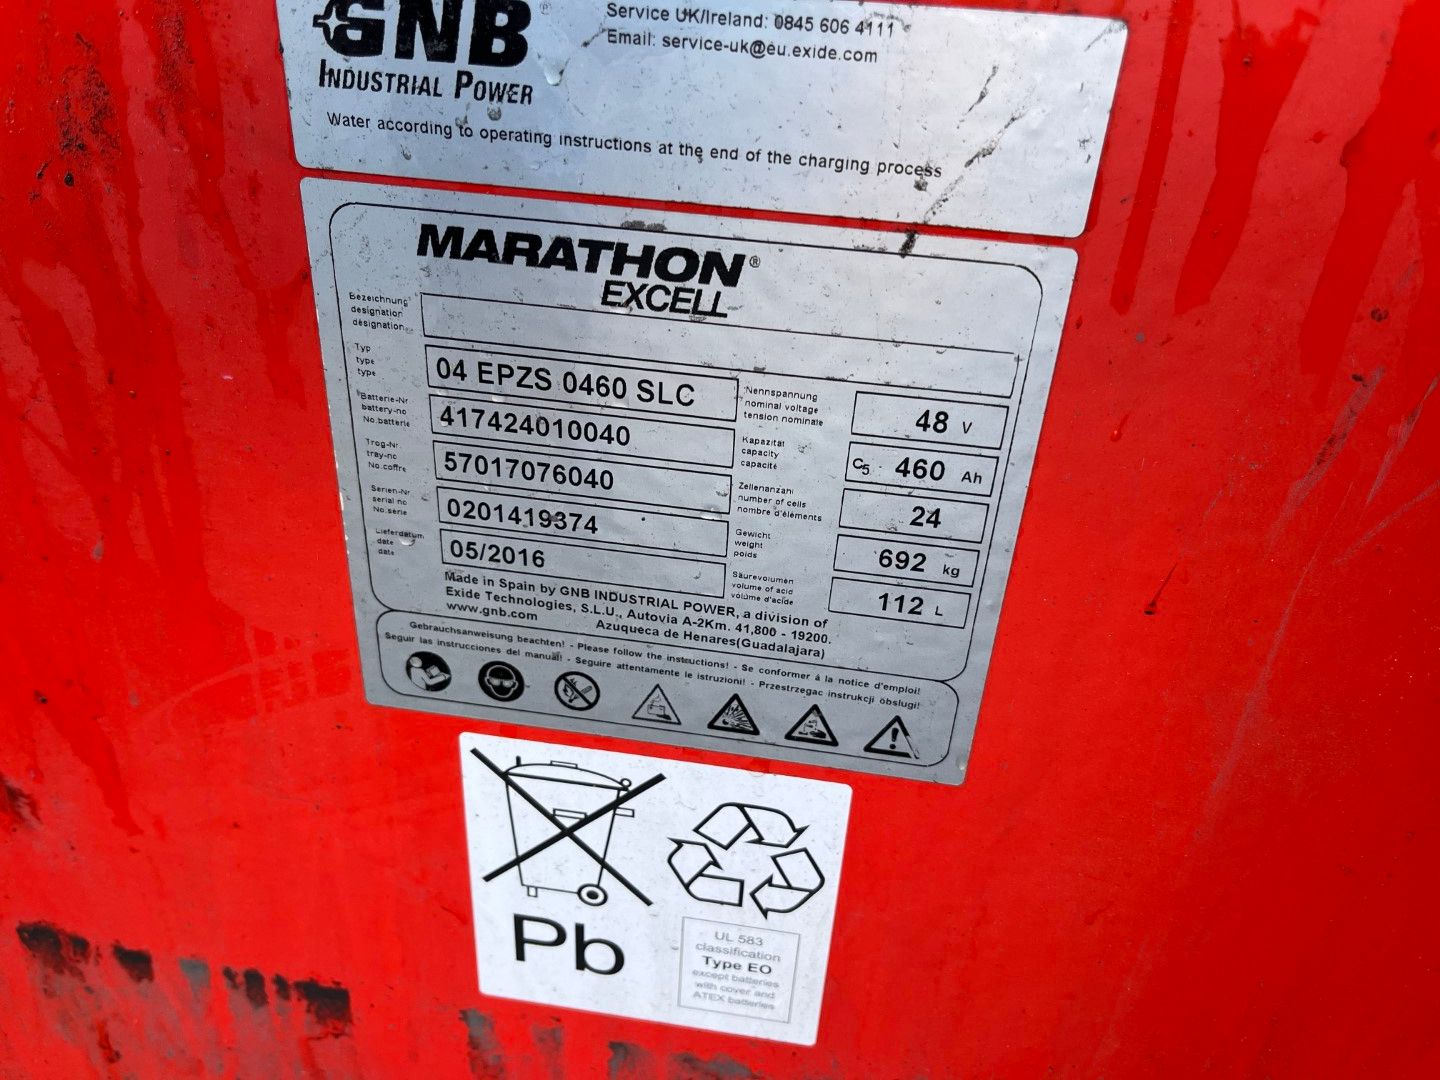 GNB
INDUSTRIAL POWER
Service UK/Ireland: 0845 606 4111
Email: service-uk@eu.exide.com
Water according to operating instructions at the end of the charging process
MARATHON®
EXCELL
Bezeichnung
designation
désignation
Typ
type
type
04 EPZS 0460 SLC
Batterie-Nr
battery-no
No.batterie
417424010040
Trog-Nr.
tray-no
No.coffre
57017076040
Serien-Nr
serial no
No.série
0201419374
Lieferdatum
date
date
05/2016
Nennspannung
nominal voltage
tension nominale
48 V
Kapazität
capacity
capacité
C5 460 Ah
Zellenanzahl
number of cells
nombre d'éléments
24
Gewicht
weight
poids
692 kg
Säurevolumen
volume of acid
volume d'acide
112 L
Made in Spain by GNB INDUSTRIAL POWER, a division of
Exide Technologies, S.L.U., Autovia A-2Km. 41,800 - 19200.
www.gnb.com Azuqueca de Henares(Guadalajara)
Gebrauchsanweisung beachten! - Please follow the instructions! - Se conformer à la notice d'emploi!
Seguir las instrucciones del manual! - Seguire attentamente le istruzioni! - Przestrzegac instrukcji obslugi!
Pb
UL 583
classification
Type EO
except batteries
with cover and
ATEX batteries